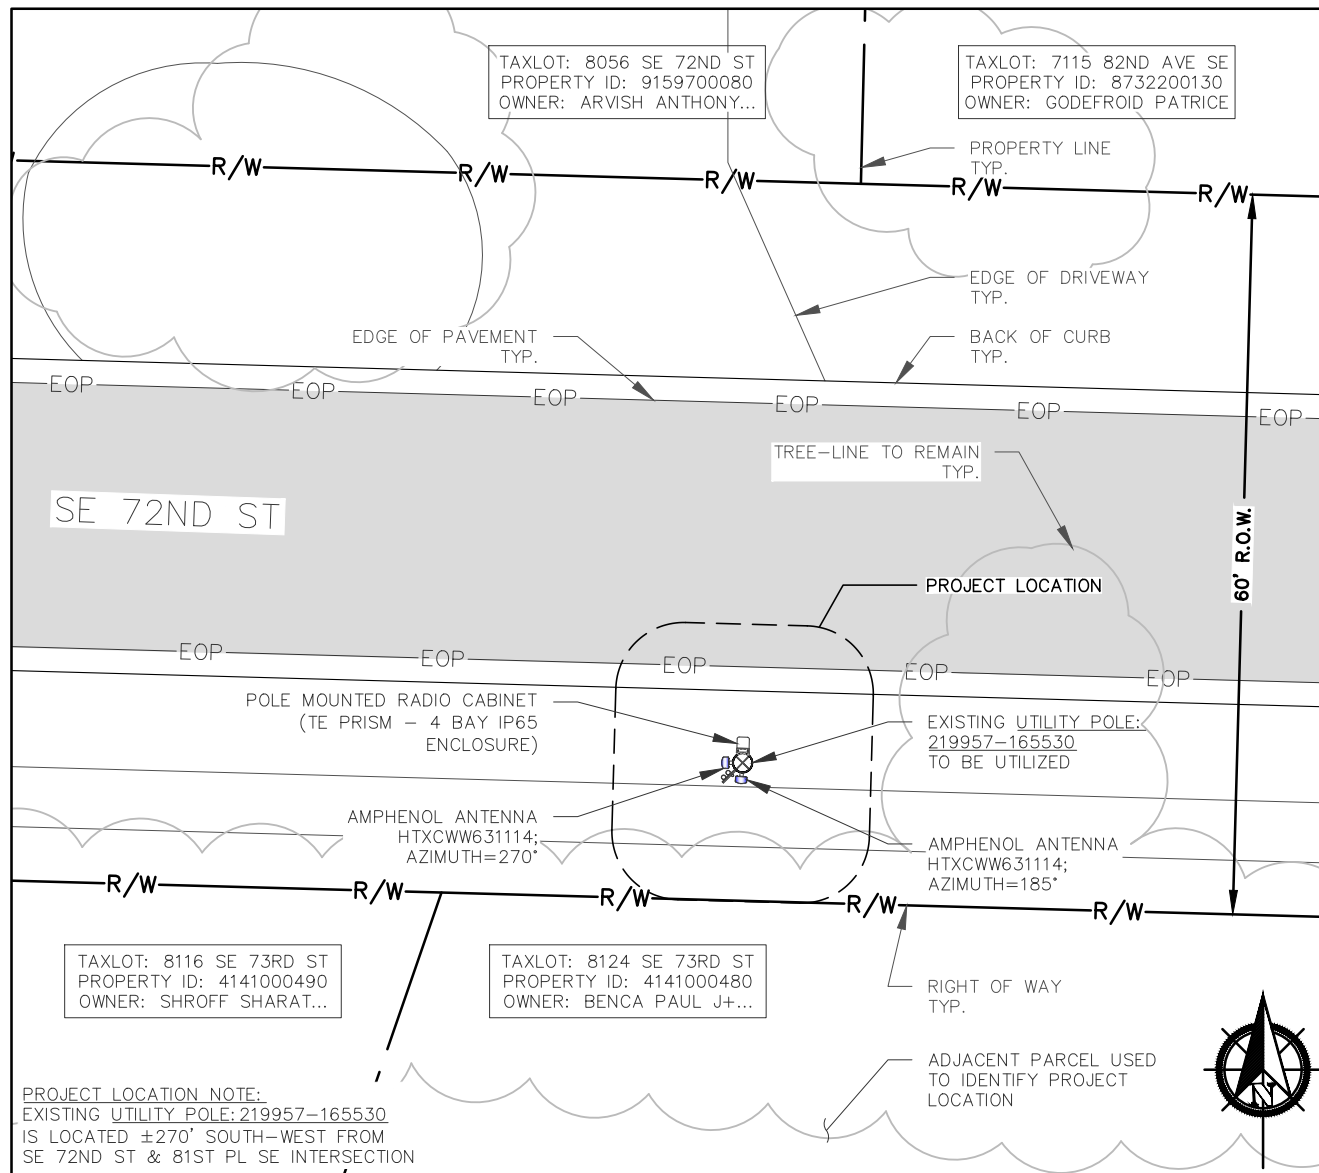 TAXLOT: 8056 SE 72ND ST
PROPERTY ID: 9159700080
OWNER: ARVISH ANTHONY...
TAXLOT: 7115 82ND AVE SE
PROPERTY ID: 8732200130
OWNER: GODEFROID PATRICE
PROPERTY LINE
TYP.
R/W
R/W
R/W
R/W
R/W
EDGE OF DRIVEWAY
TYP.
EDGE OF PAVEMENT
TYP.
BACK OF CURB
TYP.
EOP
EOP
EOP
EOP
EOP
EOP
TREE-LINE TO REMAIN
TYP.
SE 72ND ST
60' R.O.W.
PROJECT LOCATION
EOP
EOP
EOP
EOP
EOP
POLE MOUNTED RADIO CABINET
(TE PRISM - 4 BAY IP65
ENCLOSURE)
EXISTING UTILITY POLE:
219957-165530
TO BE UTILIZED
AMPHENOL ANTENNA
HTXCWW631114;
AZIMUTH=270°
AMPHENOL ANTENNA
HTXCWW631114;
AZIMUTH=185°
R/W
R/W
R/W
R/W
R/W
TAXLOT: 8116 SE 73RD ST
PROPERTY ID: 4141000490
OWNER: SHROFF SHARAT...
TAXLOT: 8124 SE 73RD ST
PROPERTY ID: 4141000480
OWNER: BENCA PAUL J+...
RIGHT OF WAY
TYP.
ADJACENT PARCEL USED
TO IDENTIFY PROJECT
LOCATION
N
PROJECT LOCATION NOTE:
EXISTING UTILITY POLE: 219957-165530
IS LOCATED ±270' SOUTH-WEST FROM
SE 72ND ST & 81ST PL SE INTERSECTION